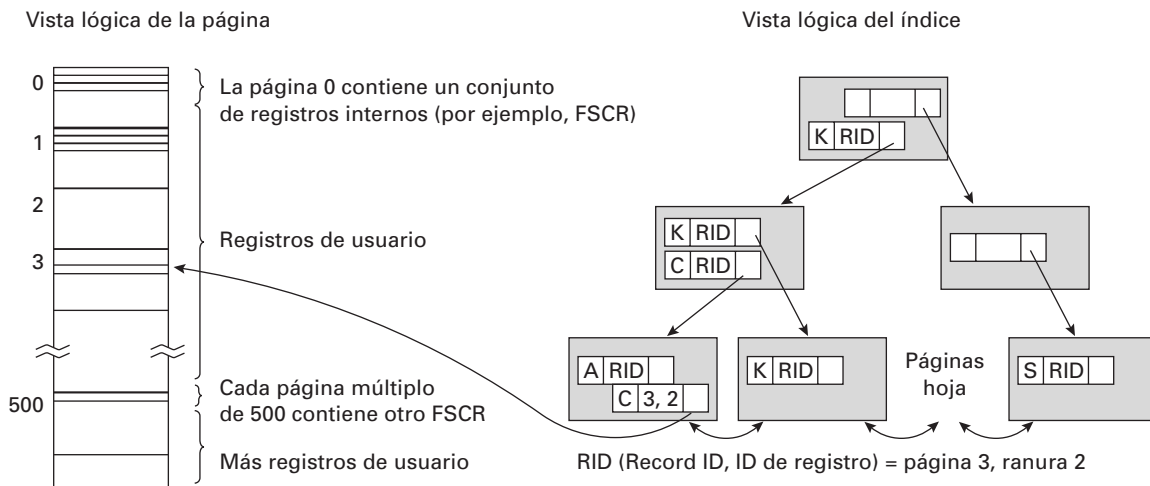 Vista lógica de la página
0
La página 0 contiene un conjunto
de registros internos (por ejemplo, FSCR)
1
2
Registros de usuario
3
500
Cada página múltiplo
de 500 contiene otro FSCR
Más registros de usuario
Vista lógica del índice
K RID
K RID
C RID
A RID
C 3, 2
K RID
Páginas
hoja
S RID
RID (Record ID, ID de registro) = página 3, ranura 2